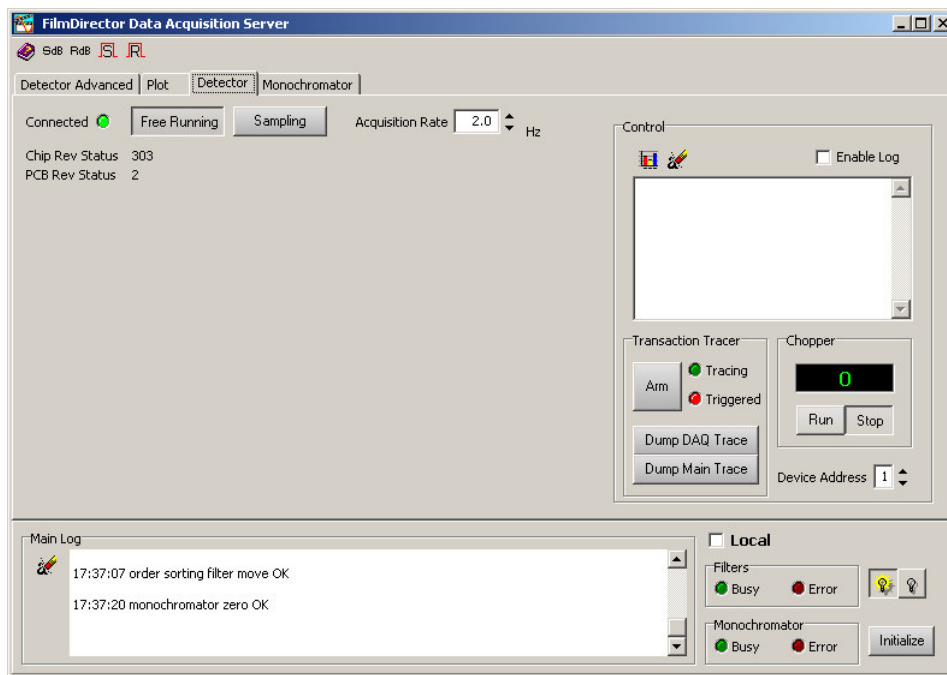 FilmDirector Data Acquisition Server
SdB RdB S R
Detector Advanced Plot Detector Monochromator
Connected Free Running Sampling Acquisition Rate 2.0 Hz
Chip Rev Status 303
PCB Rev Status 2
Control
Enable Log
Transaction Tracer
Arm
Tracing
Triggered
Dump DAQ Trace
Dump Main Trace
Chopper
0
Run Stop
Device Address 1
Main Log
17:37:07 order sorting filter move OK
17:37:20 monochromator zero OK
Local
Filters
Busy Error
Monochromator
Busy Error
Initialize